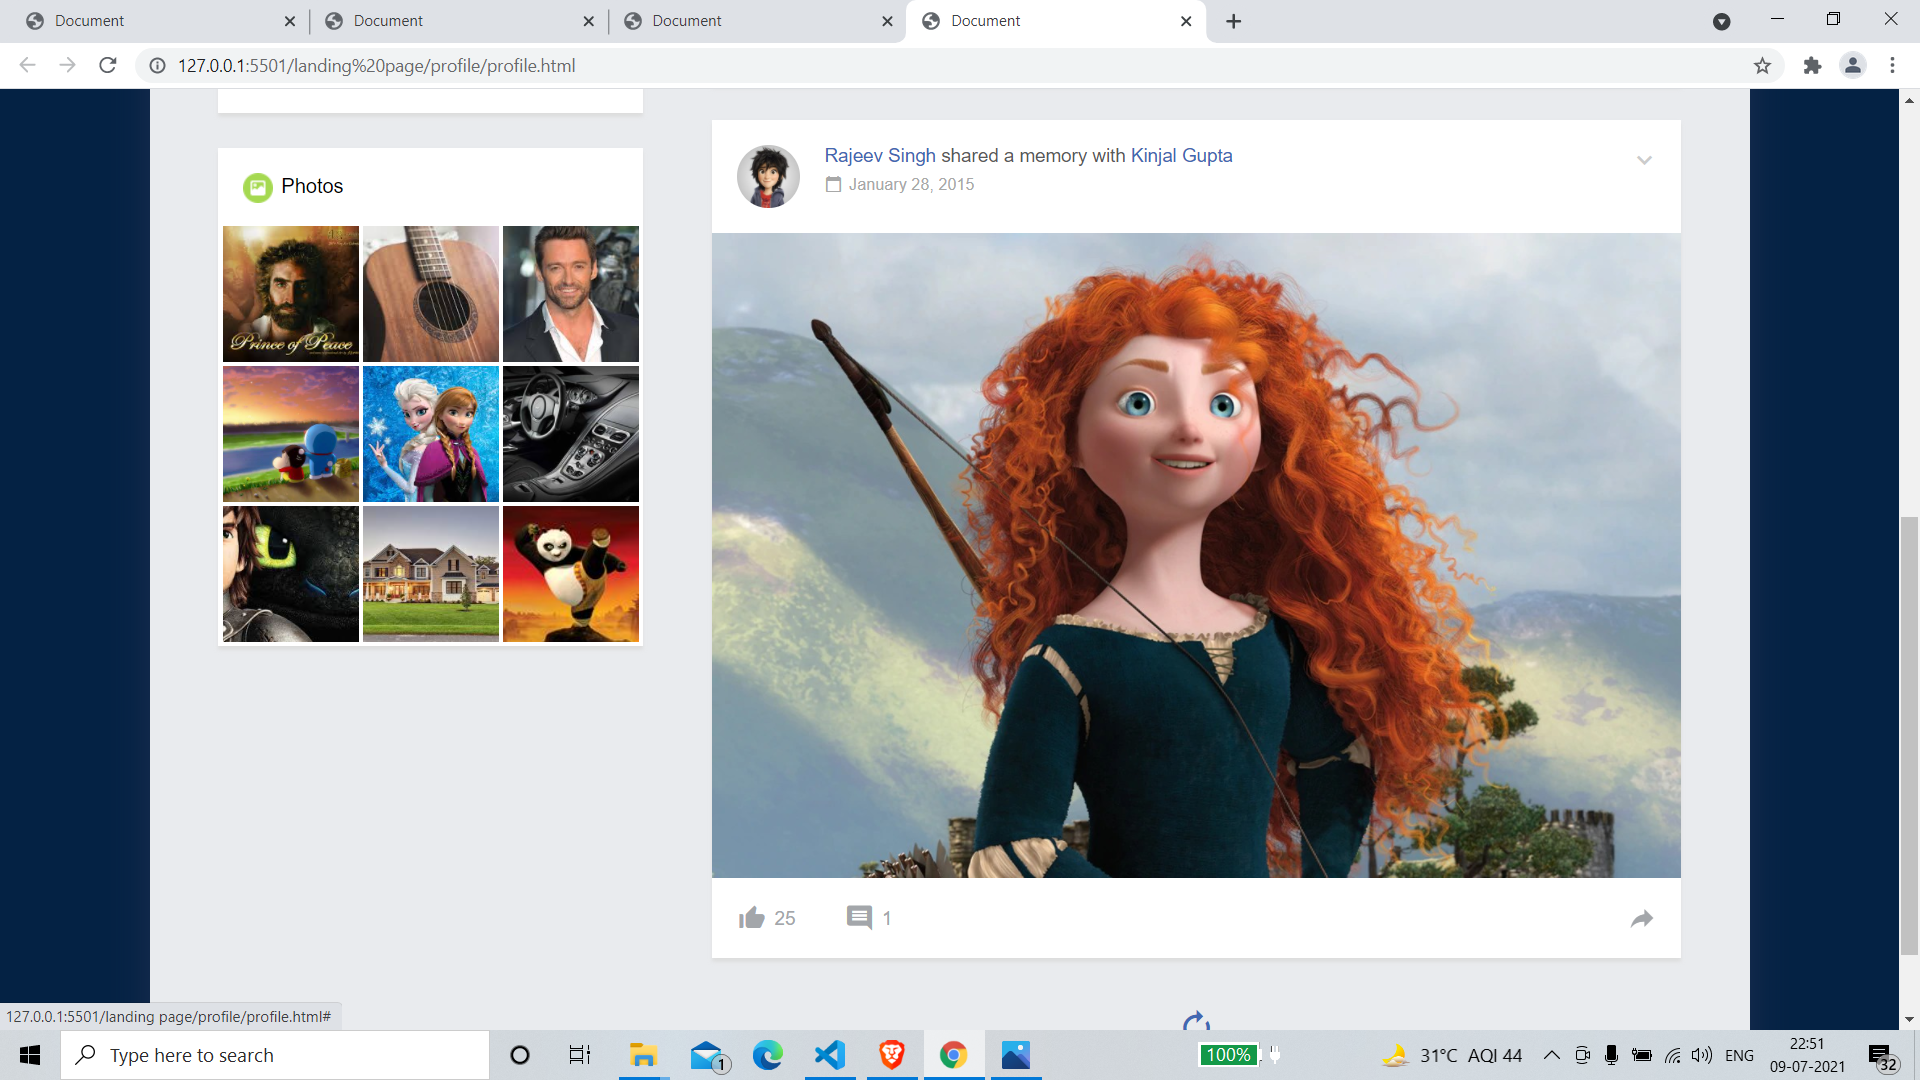 Document
Document
Document
Document
127.0.0.1:5501/landing%20page/profile/profile.html
Photos
Prince of Peace
Rajeev Singh shared a memory with Kinjal Gupta
January 28, 2015
25
1
127.0.0.1:5501/landing page/profile/profile.html#
Type here to search
1
100%
31°C AQI 44
ENG
22:51
09-07-2021
32